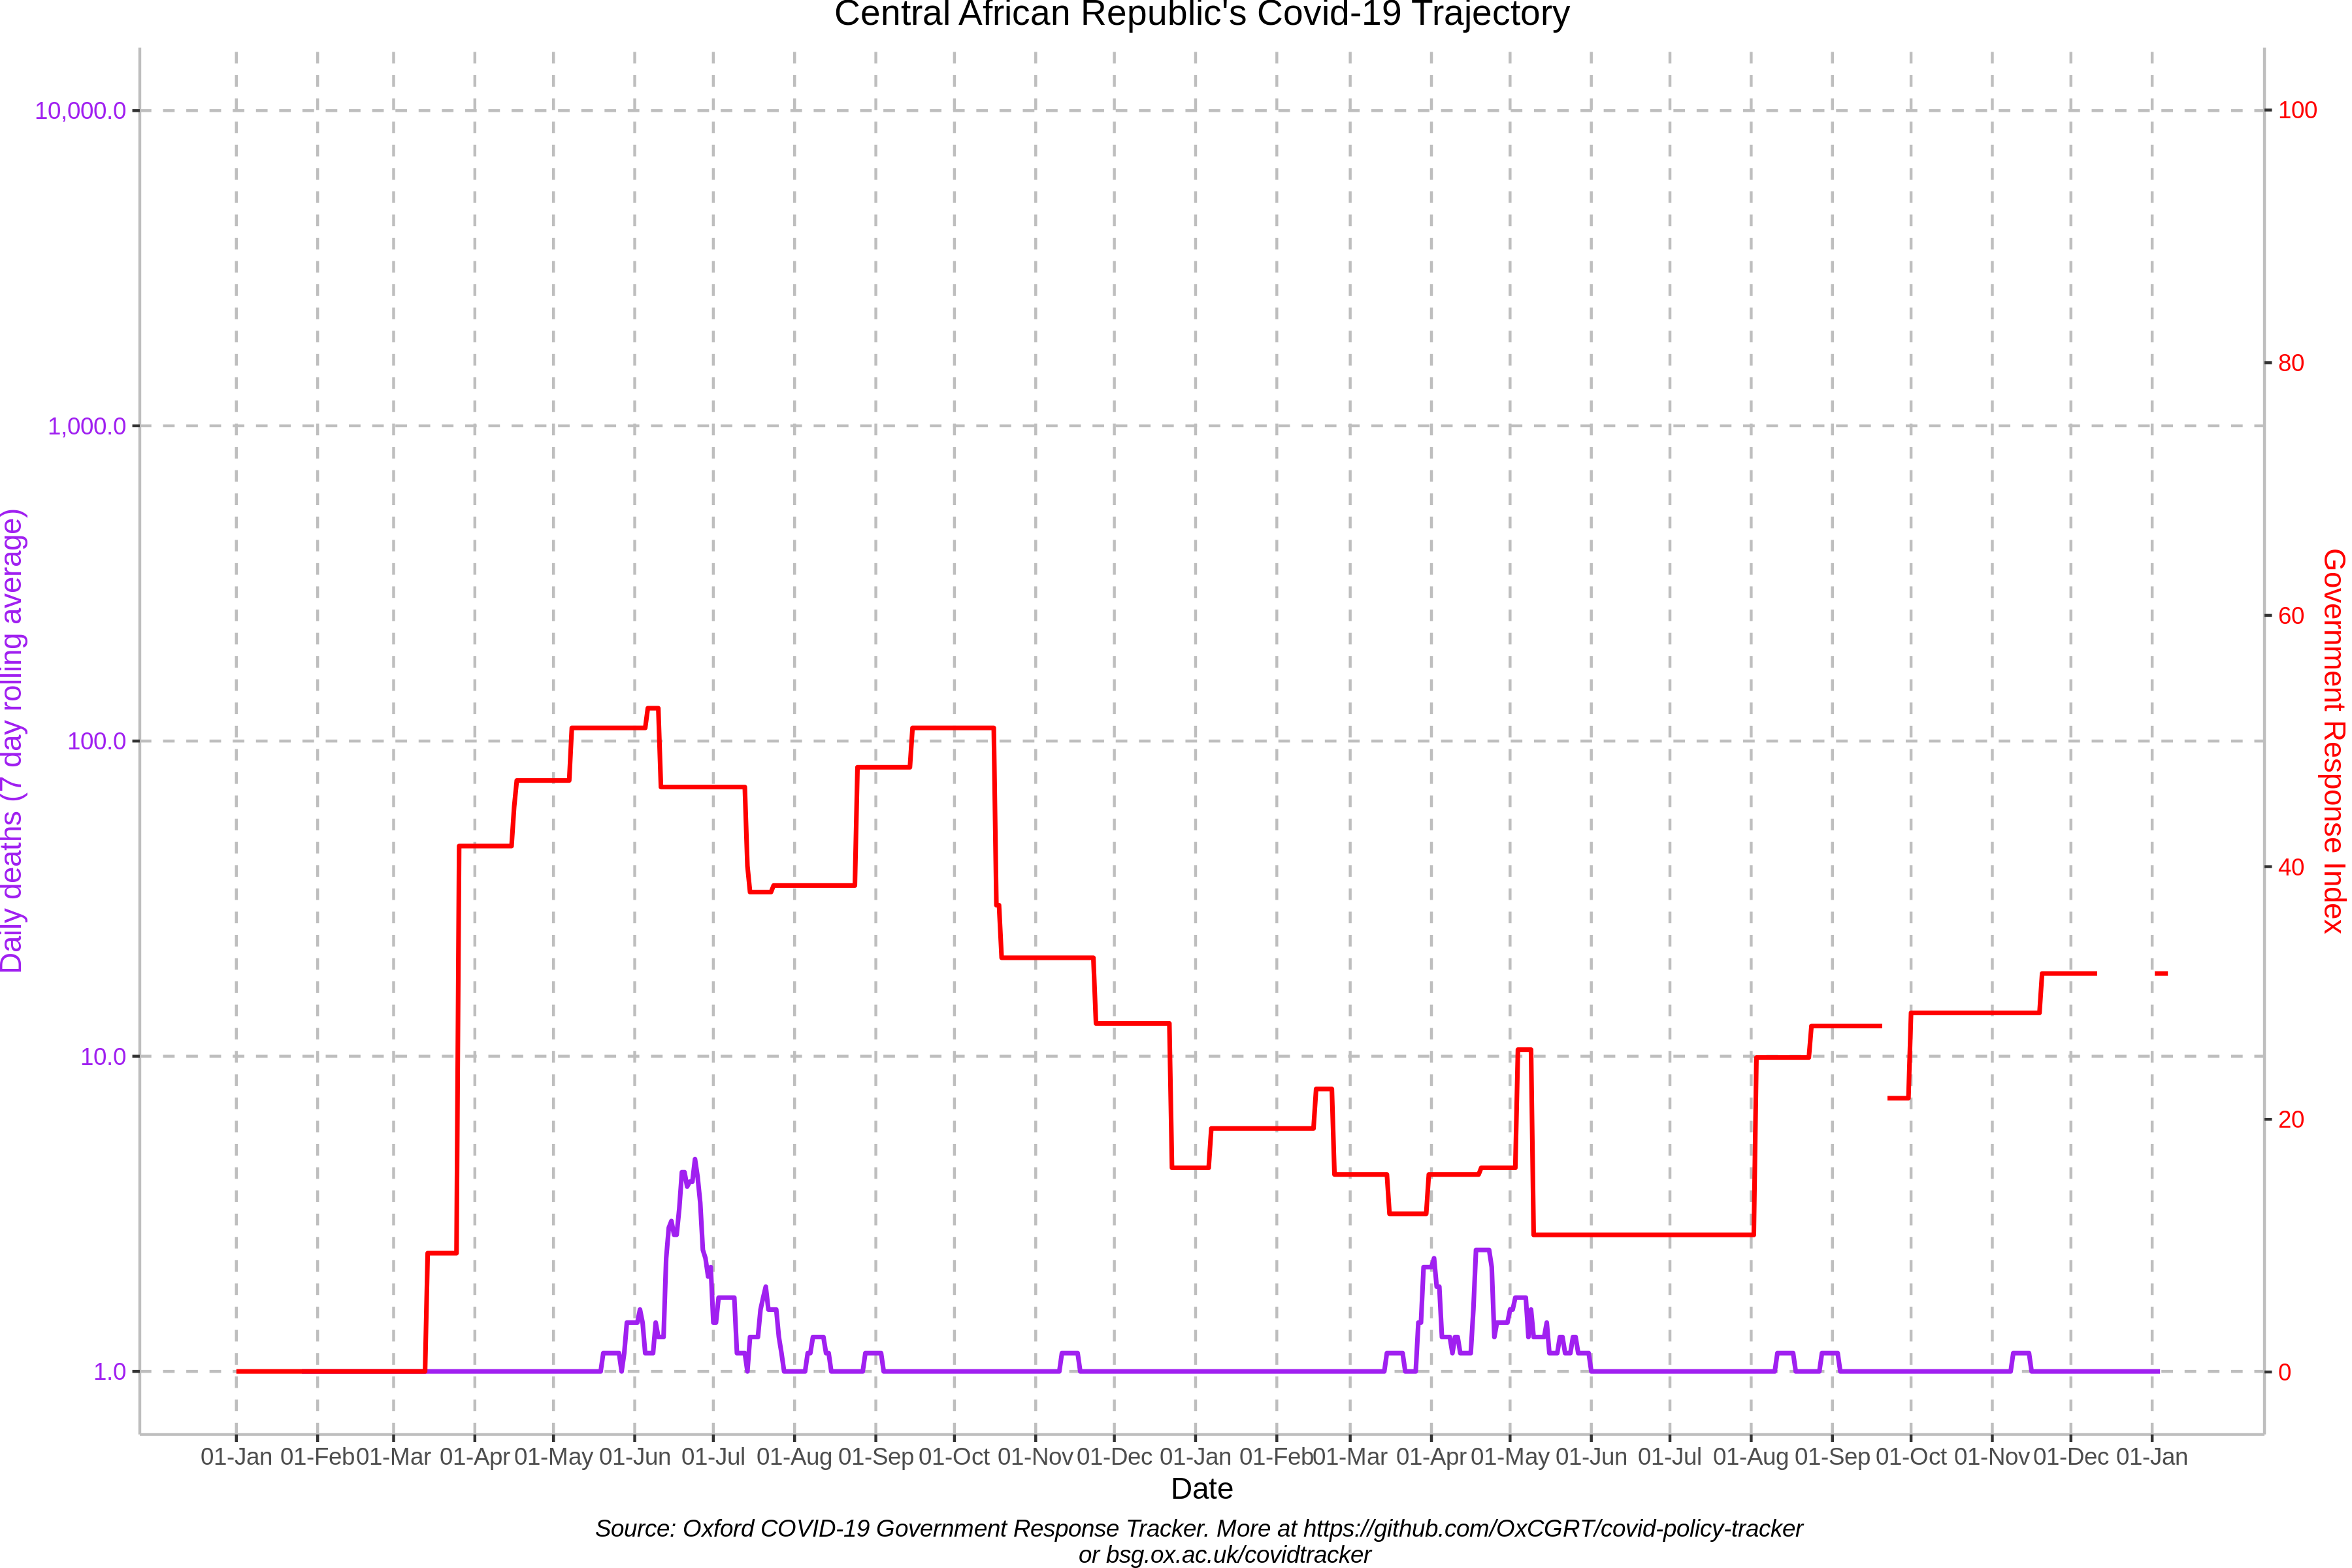 Central African Republic's Covid-19 Trajectory
10,000.0
1,000.0
100.0
10.0
1.0
Daily deaths (7 day rolling average)
100
80
60
40
20
0
Government Response Index
01-Jan 01-Feb 01-Mar 01-Apr 01-May 01-Jun 01-Jul 01-Aug 01-Sep 01-Oct 01-Nov 01-Dec 01-Jan 01-Feb 01-Mar 01-Apr 01-May 01-Jun 01-Jul 01-Aug 01-Sep 01-Oct 01-Nov 01-Dec 01-Jan
Date
Source: Oxford COVID-19 Government Response Tracker. More at https://github.com/OxCGRT/covid-policy-tracker
or bsg.ox.ac.uk/covidtracker